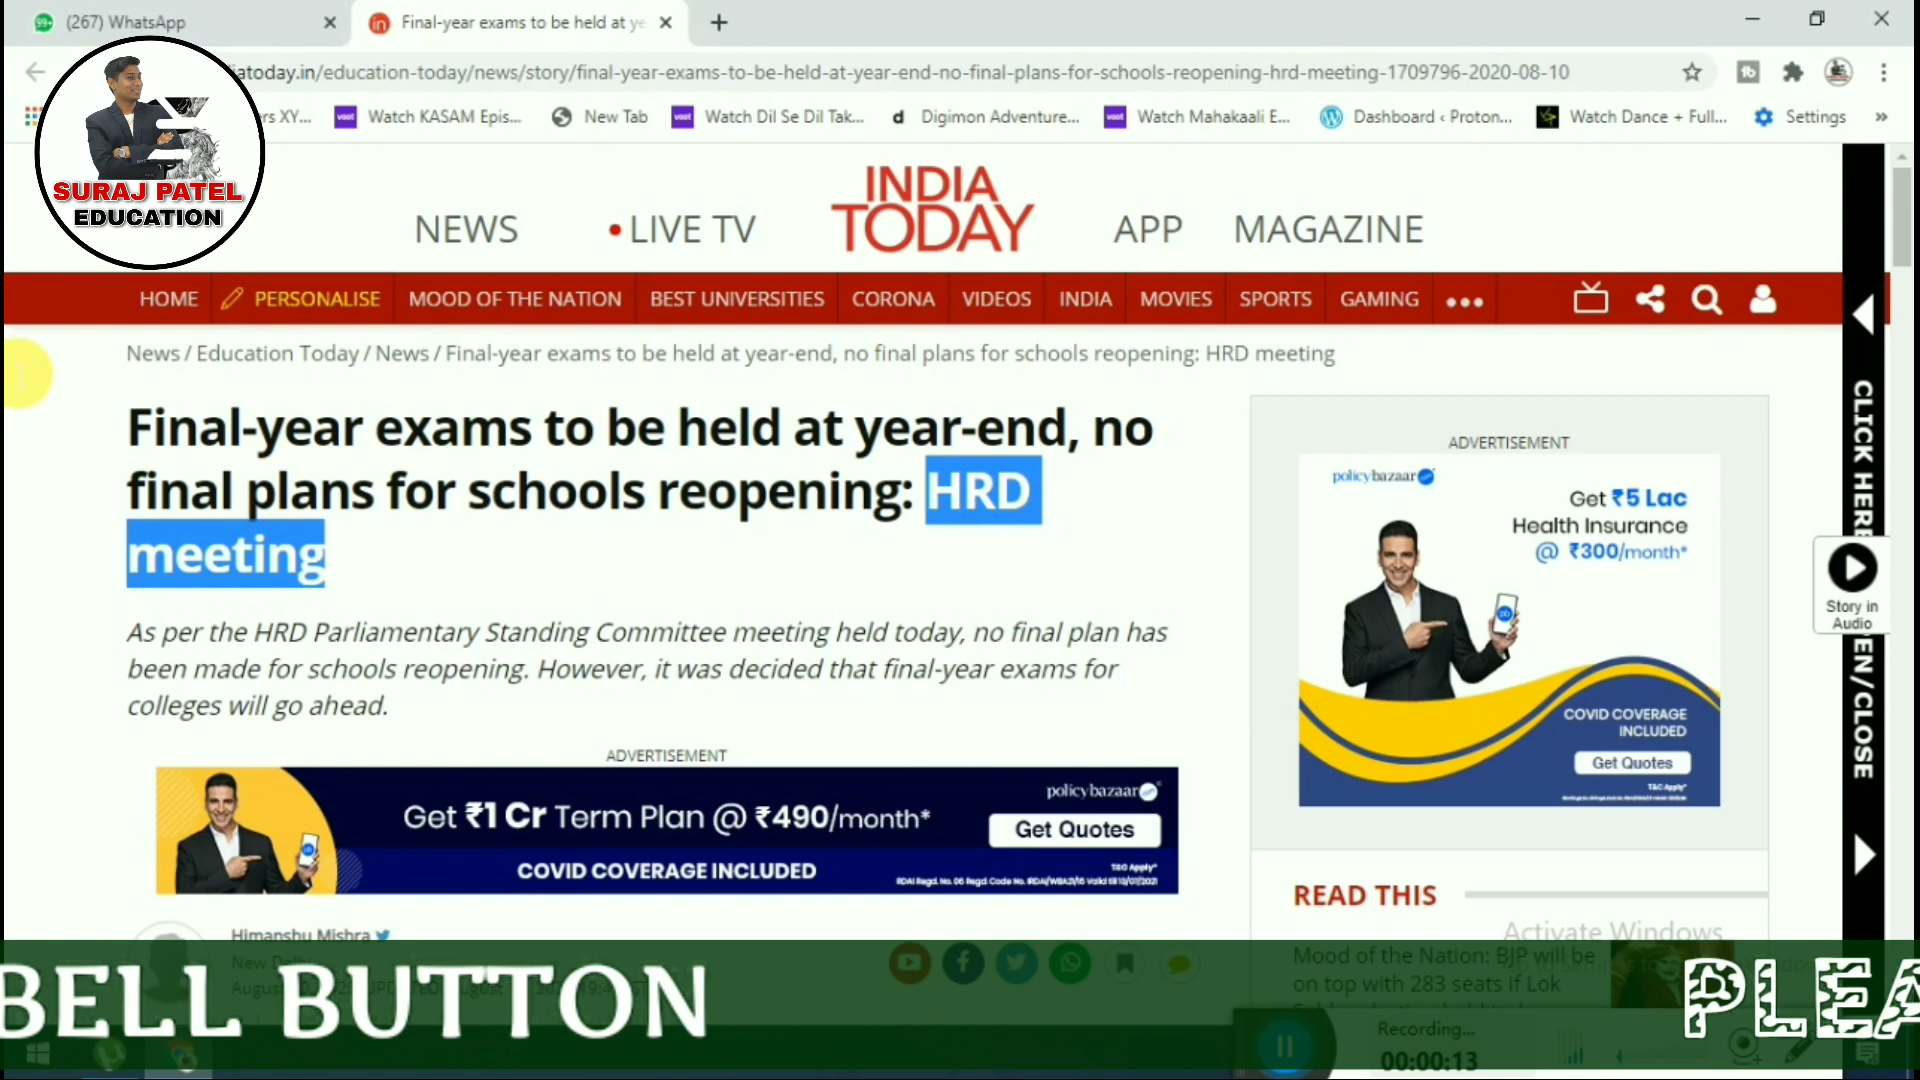 (267) WhatsApp
Final-year exams to be held at ye
iatoday.in/education-today/news/story/final-year-exams-to-be-held-at-year-end-no-final-plans-for-schools-reopening-hrd-meeting-1709796-2020-08-10
ers XY...
Watch KASAM Epis...
New Tab
Watch Dil Se Dil Tak...
Digimon Adventure...
Watch Mahakaali E...
Dashboard ‹ Proton...
Watch Dance + Full...
Settings
SURAJ PATEL
EDUCATION
NEWS
LIVE TV
INDIA
TODAY
APP
MAGAZINE
HOME
PERSONALISE
MOOD OF THE NATION
BEST UNIVERSITIES
CORONA
VIDEOS
INDIA
MOVIES
SPORTS
GAMING
News / Education Today / News / Final-year exams to be held at year-end, no final plans for schools reopening: HRD meeting
Final-year exams to be held at year-end, no
final plans for schools reopening: HRD
meeting
As per the HRD Parliamentary Standing Committee meeting held today, no final plan has
been made for schools reopening. However, it was decided that final-year exams for
colleges will go ahead.
ADVERTISEMENT
Get ₹1 Cr Term Plan @ ₹490/month*
COVID COVERAGE INCLUDED
policybazaar
Get Quotes
T&C Apply*
Himanshu Mishra
ADVERTISEMENT
policybazaar
Get ₹5 Lac
Health Insurance
@ ₹300/month*
COVID COVERAGE
INCLUDED
Get Quotes
T&C Apply*
CLICK HERE
EN/CLOSE
Story in
Audio
READ THIS
Activate Windows
Mood of the Nation: BJP will be
on top with 283 seats if Lok
BELL BUTTON
PLEA
Recording...
00:00:13